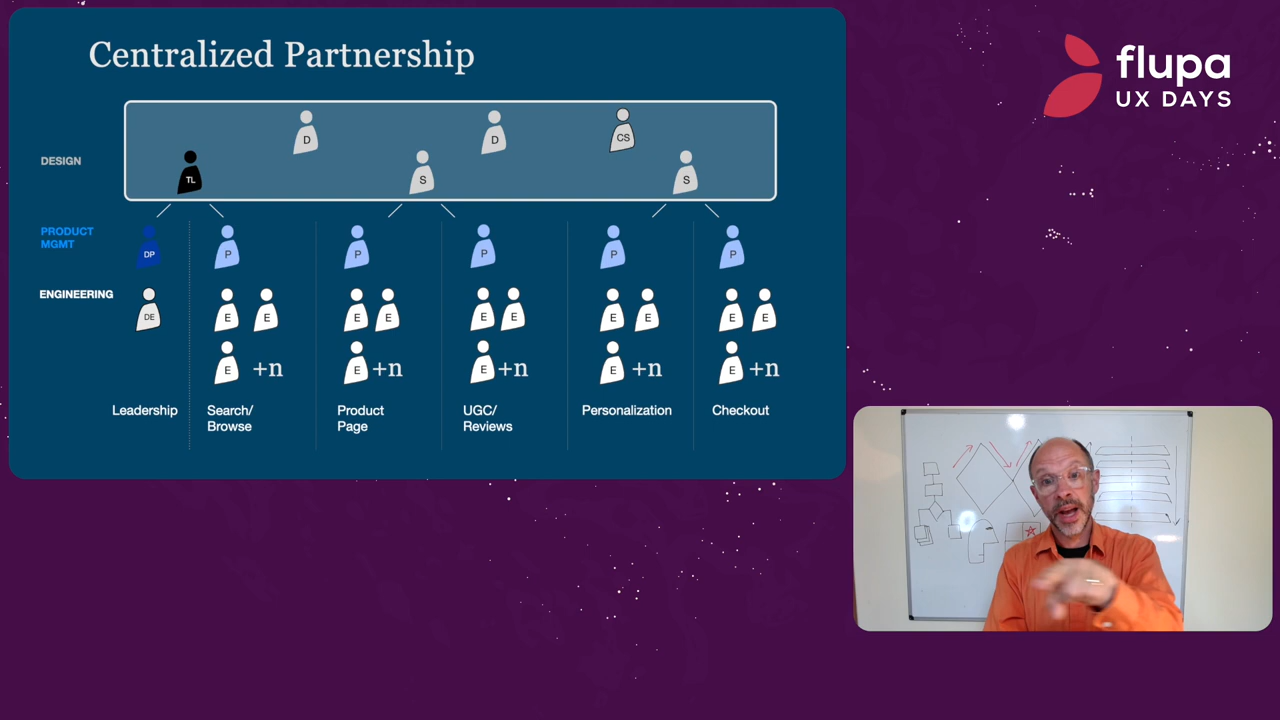 Centralized Partnership
flupa
UX DAYS
D
D
CS
DESIGN
TL
S
S
PRODUCT
MGMT
DP
P
P
P
P
P
ENGINEERING
DE
E E
E E
E E
E E
E E
E +n
E +n
E +n
E +n
E +n
Leadership
Search/
Browse
Product
Page
UGC/
Reviews
Personalization
Checkout